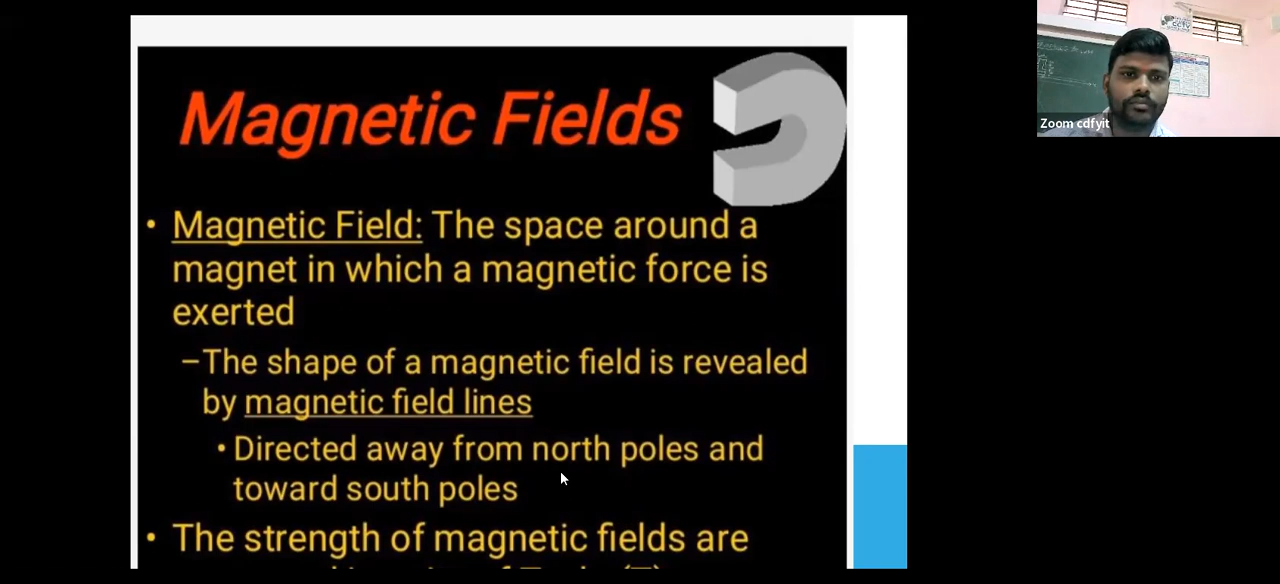 Magnetic Fields
• Magnetic Field: The space around a
magnet in which a magnetic force is
exerted
–The shape of a magnetic field is revealed
by magnetic field lines
• Directed away from north poles and
toward south poles
• The strength of magnetic fields are
Zoom cdfyit